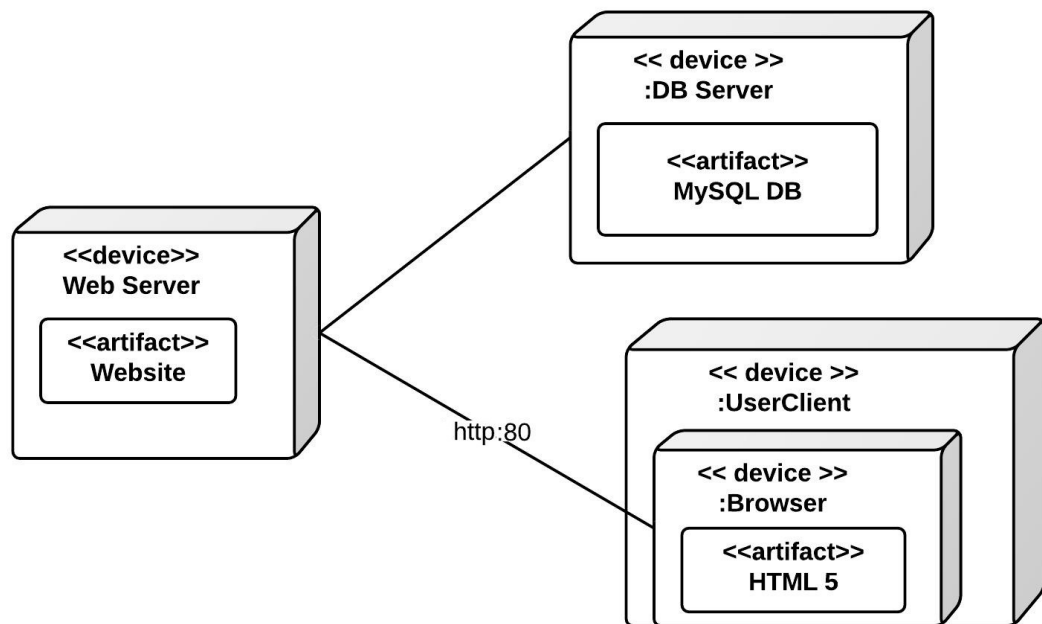 << device >>
:DB Server
<<artifact>>
MySQL DB
<<device>>
Web Server
<<artifact>>
Website
http:80
<< device >>
:UserClient
<< device >>
:Browser
<<artifact>>
HTML 5